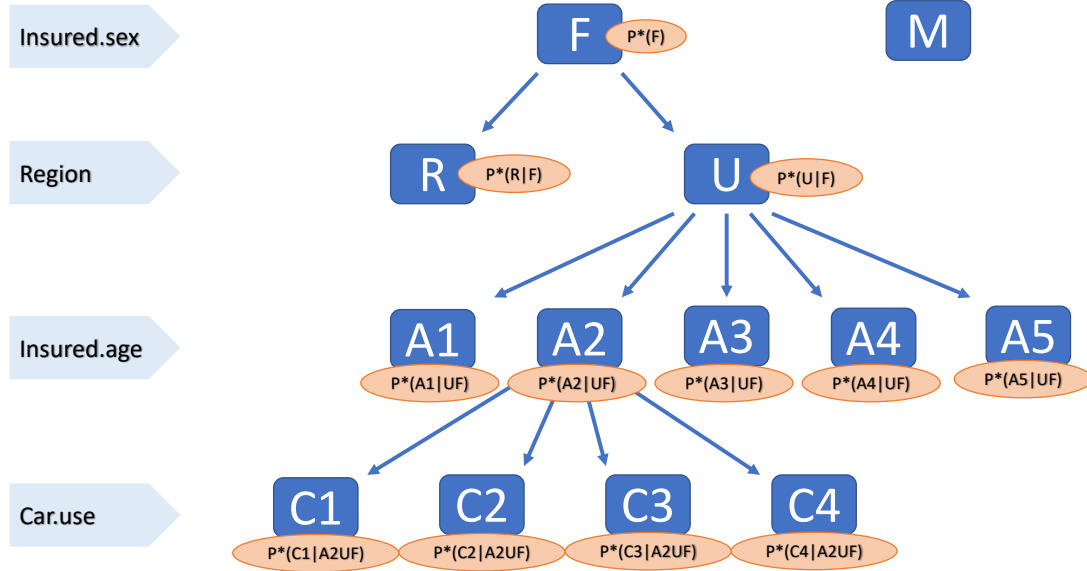 Insured.sex
F
P*(F)
M
Region
R
P*(R|F)
U
P*(U|F)
Insured.age
A1
A2
A3
A4
A5
P*(A1|UF)
P*(A2|UF)
P*(A3|UF)
P*(A4|UF)
P*(A5|UF)
Car.use
C1
C2
C3
C4
P*(C1|A2UF)
P*(C2|A2UF)
P*(C3|A2UF)
P*(C4|A2UF)